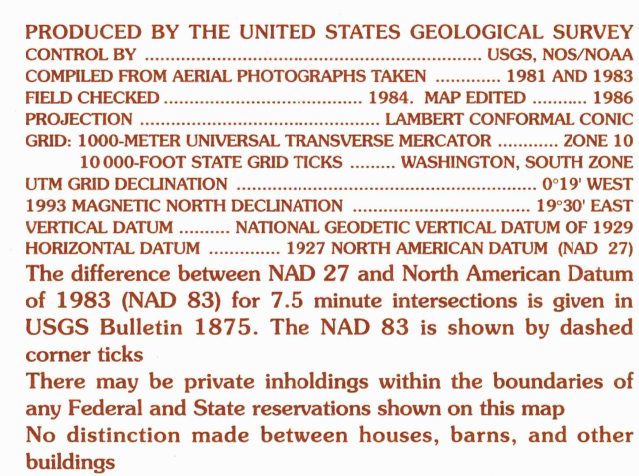 PRODUCED BY THE UNITED STATES GEOLOGICAL SURVEY
CONTROL BY ........................................................ USGS, NOS/NOAA
COMPILED FROM AERIAL PHOTOGRAPHS TAKEN ............. 1981 AND 1983
FIELD CHECKED .................................. 1984. MAP EDITED ........... 1986
PROJECTION ............................................. LAMBERT CONFORMAL CONIC
GRID: 1000-METER UNIVERSAL TRANSVERSE MERCATOR ............ ZONE 10
10 000-FOOT STATE GRID TICKS ......... WASHINGTON, SOUTH ZONE
UTM GRID DECLINATION .................................................. 0°19' WEST
1993 MAGNETIC NORTH DECLINATION .................................. 19°30' EAST
VERTICAL DATUM .......... NATIONAL GEODETIC VERTICAL DATUM OF 1929
HORIZONTAL DATUM .............. 1927 NORTH AMERICAN DATUM (NAD 27)
The difference between NAD 27 and North American Datum
of 1983 (NAD 83) for 7.5 minute intersections is given in
USGS Bulletin 1875. The NAD 83 is shown by dashed
corner ticks
There may be private inholdings within the boundaries of
any Federal and State reservations shown on this map
No distinction made between houses, barns, and other
buildings